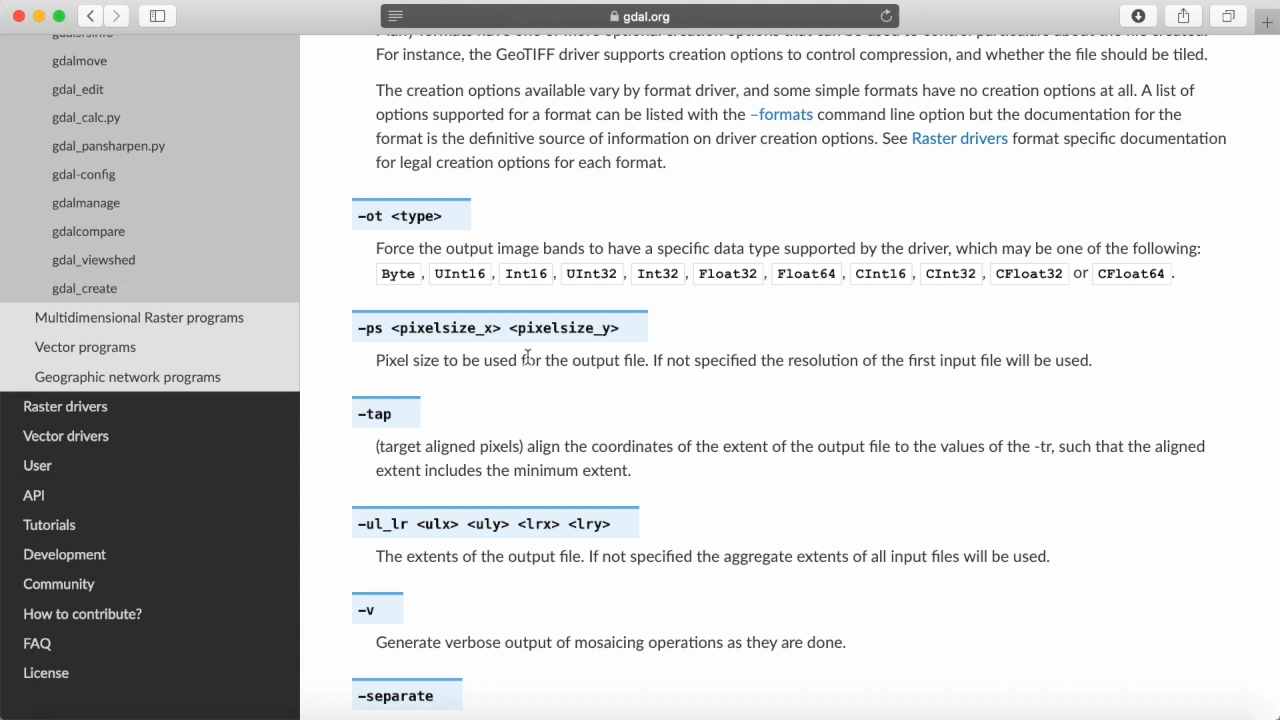 gdal.org
gdalsrsinfo
gdalmove
gdal_edit
gdal_calc.py
gdal_pansharpen.py
gdal-config
gdalmanage
gdalcompare
gdal_viewshed
gdal_create
Multidimensional Raster programs
Vector programs
Geographic network programs
Raster drivers
Vector drivers
User
API
Tutorials
Development
Community
How to contribute?
FAQ
License
Many formats have one or more optional creation options that can be used to control particulars about the file created.
For instance, the GeoTIFF driver supports creation options to control compression, and whether the file should be tiled.
The creation options available vary by format driver, and some simple formats have no creation options at all. A list of
options supported for a format can be listed with the –formats command line option but the documentation for the
format is the definitive source of information on driver creation options. See Raster drivers format specific documentation
for legal creation options for each format.
-ot <type>
Force the output image bands to have a specific data type supported by the driver, which may be one of the following:
Byte, UInt16, Int16, UInt32, Int32, Float32, Float64, CInt16, CInt32, CFloat32 or CFloat64.
-ps <pixelsize_x> <pixelsize_y>
Pixel size to be used for the output file. If not specified the resolution of the first input file will be used.
-tap
(target aligned pixels) align the coordinates of the extent of the output file to the values of the -tr, such that the aligned
extent includes the minimum extent.
-ul_lr <ulx> <uly> <lrx> <lry>
The extents of the output file. If not specified the aggregate extents of all input files will be used.
-v
Generate verbose output of mosaicing operations as they are done.
-separate